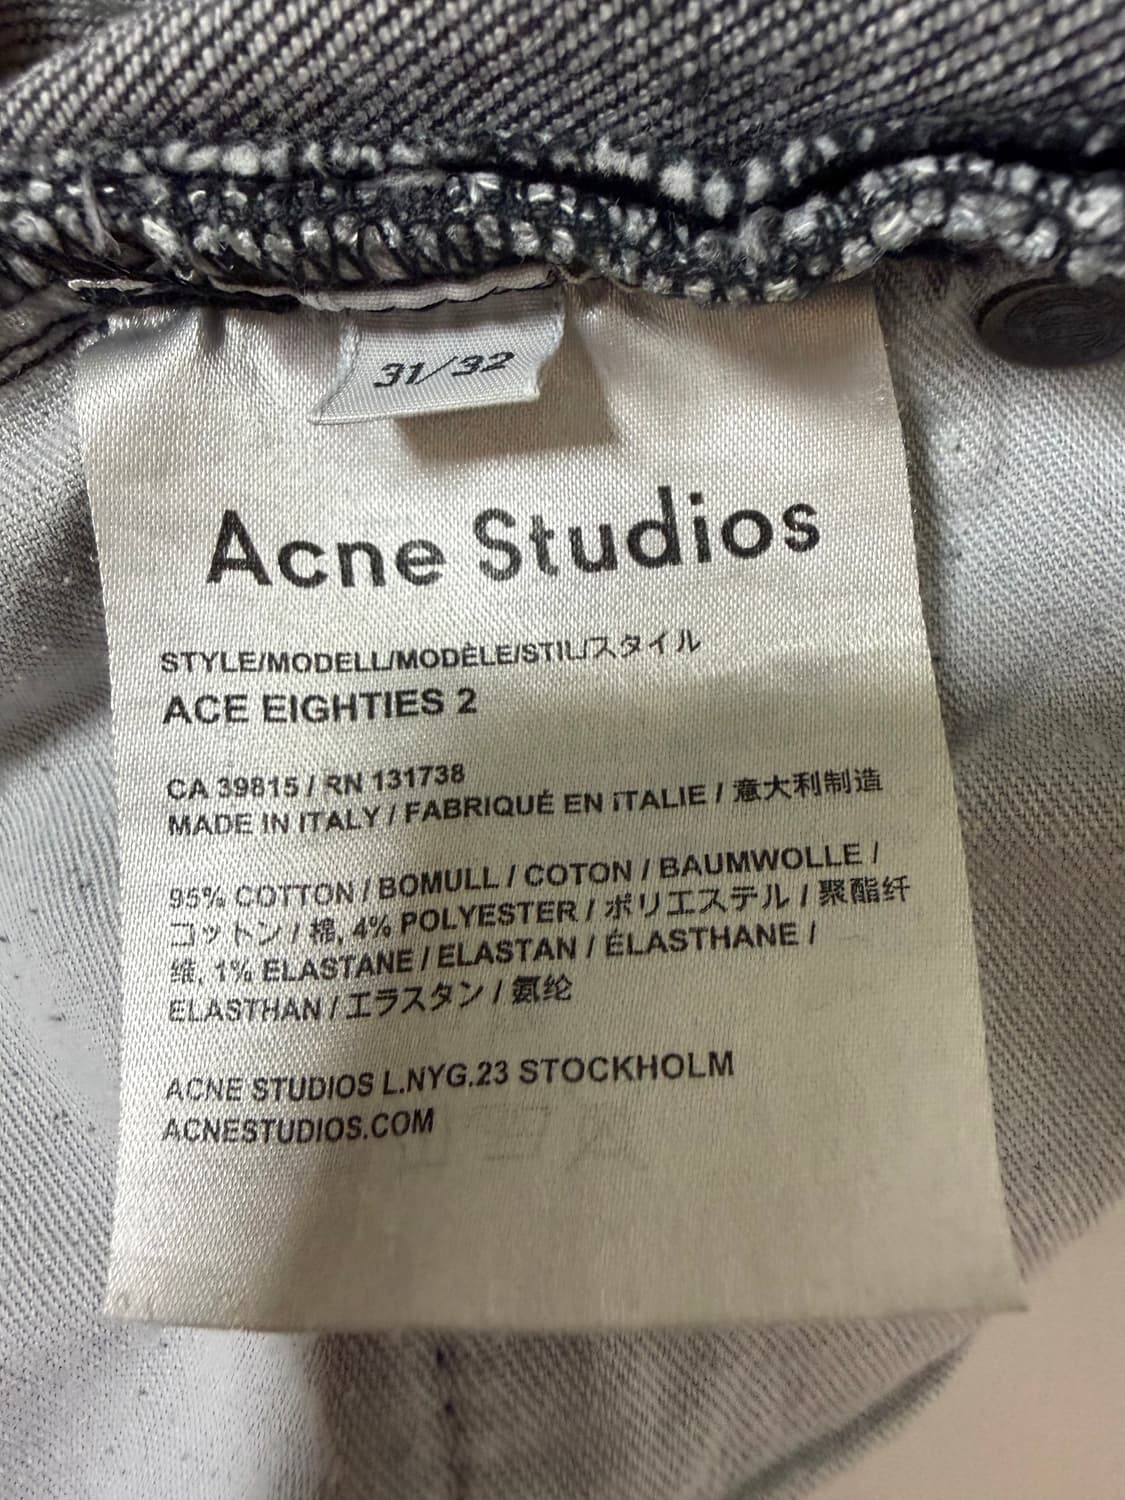 31/32
Acne Studios
STYLE/MODELL/MODÈLE/STIL/スタイル
ACE EIGHTIES 2
CA 39815 / RN 131738
MADE IN ITALY / FABRIQUÉ EN ITALIE / 意大利制造
95% COTTON / BOMULL / COTON / BAUMWOLLE /
コットン / 棉, 4% POLYESTER / ポリエステル / 聚酯纤
维, 1% ELASTANE / ELASTAN / ÉLASTHANE /
ELASTHAN / エラスタン / 氨纶
ACNE STUDIOS L.NYG.23 STOCKHOLM
ACNESTUDIOS.COM